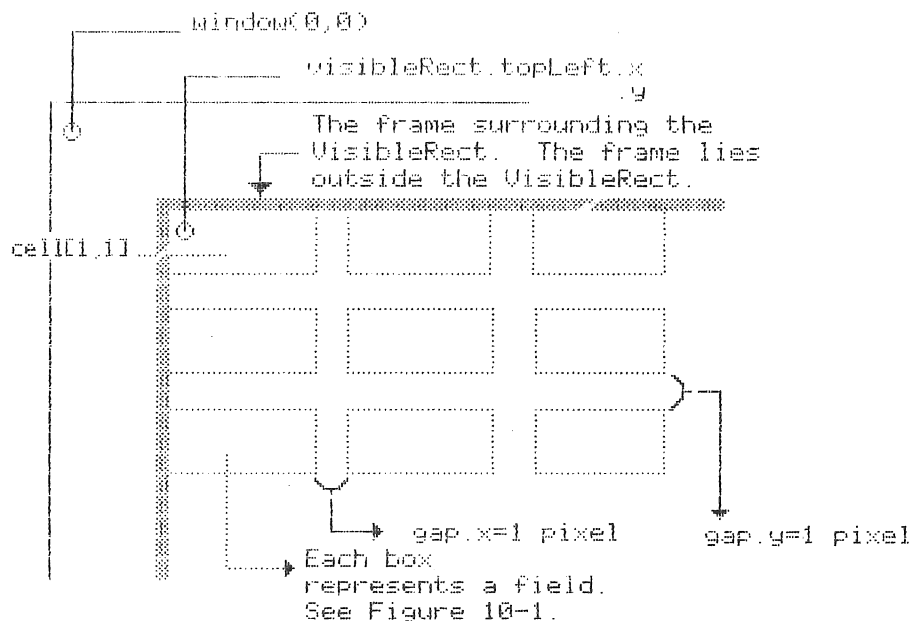 window(0,0)
visibleRect.topLeft.x
.y
The frame surrounding the
VisibleRect. The frame lies
outside the VisibleRect.
cell[1,1]
gap.x=1 pixel
gap.y=1 pixel
Each box
represents a field.
See Figure 10-1.